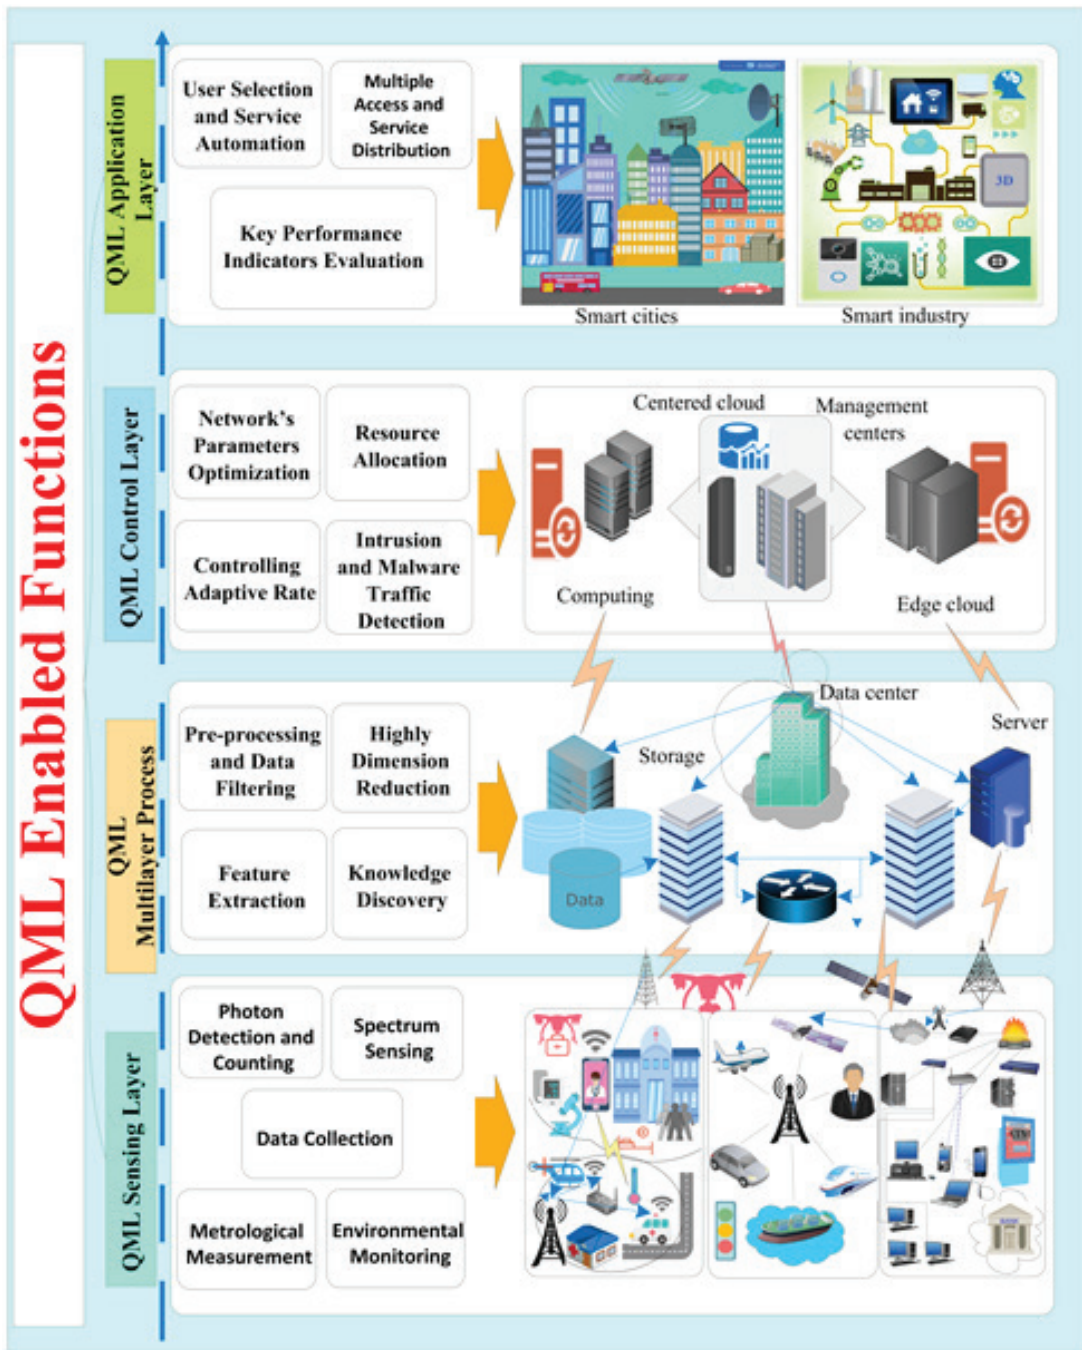 QML Enabled Functions
QML Application
Layer
User Selection
and Service
Automation
Multiple
Access and
Service
Distribution
Key Performance
Indicators Evaluation
3D
Smart cities
Smart industry
QML Control Layer
Network's
Parameters
Optimization
Resource
Allocation
Controlling
Adaptive Rate
Intrusion
and Malware
Traffic
Detection
Centered cloud
Management
centers
Computing
Edge cloud
QML
Multilayer Process
Pre-processing
and Data
Filtering
Highly
Dimension
Reduction
Feature
Extraction
Knowledge
Discovery
Data center
Server
Storage
Data
QML Sensing Layer
Photon
Detection and
Counting
Spectrum
Sensing
Data Collection
Metrological
Measurement
Environmental
Monitoring
BANK